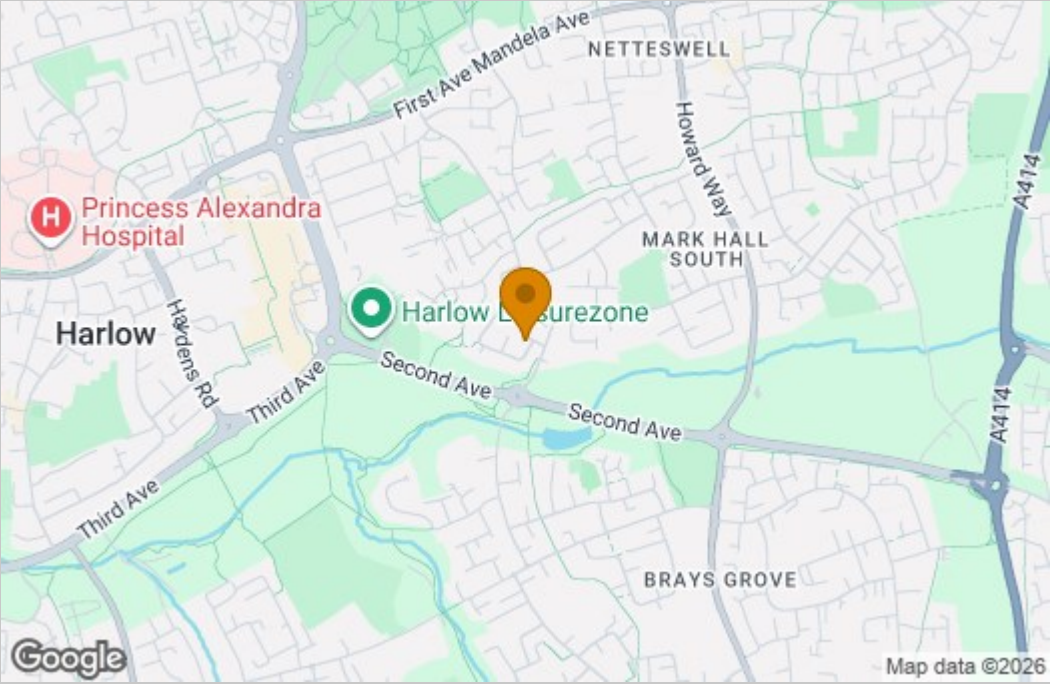 First Ave Mandela Ave
NETTESWELL
Howard Way
A414
Princess Alexandra
Hospital
MARK HALL
SOUTH
Harlow
Haydens Rd
Harlow Leisurezone
Third Ave
Second Ave
Second Ave
A414
Third Ave
BRAYS GROVE
Google
Map data ©2026